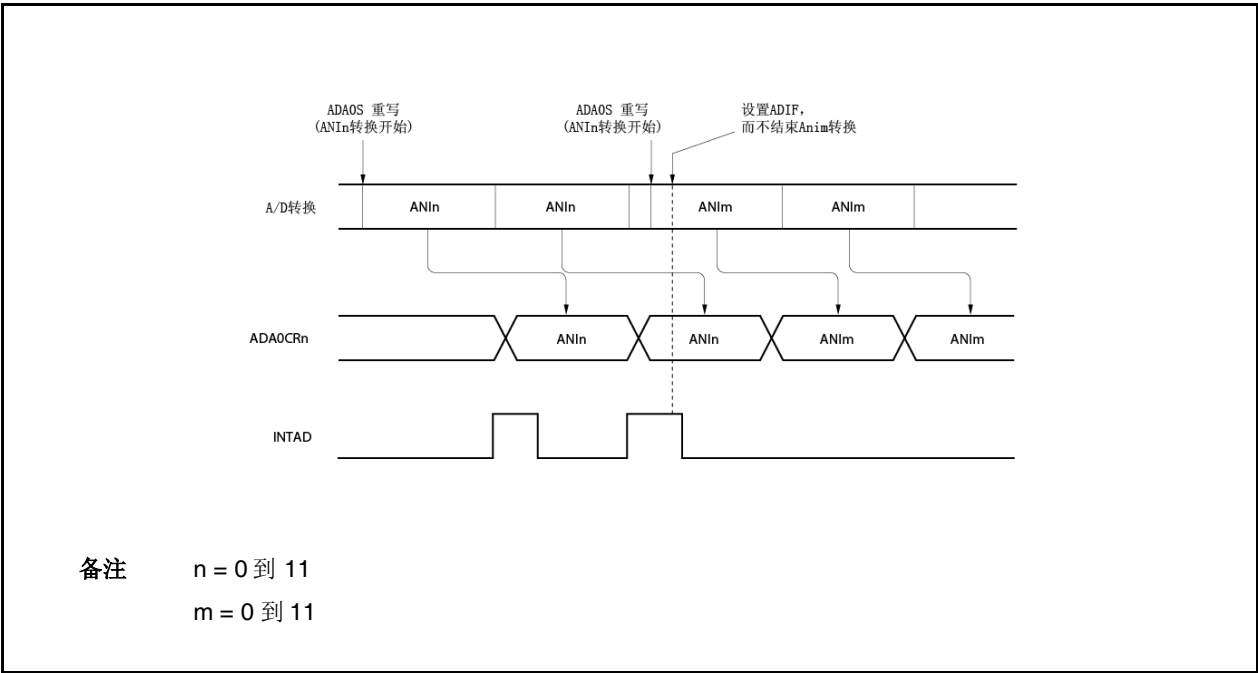 ADA0S 重写
(ANIn转换开始)
ADA0S 重写
(ANIn转换开始)
设置ADIF,
而不结束Anim转换
A/D转换
ANIn
ANIn
ANIm
ANIm
ADA0CRn
ANIn
ANIn
ANIm
ANIm
INTAD
备注 n = 0 到 11
m = 0 到 11